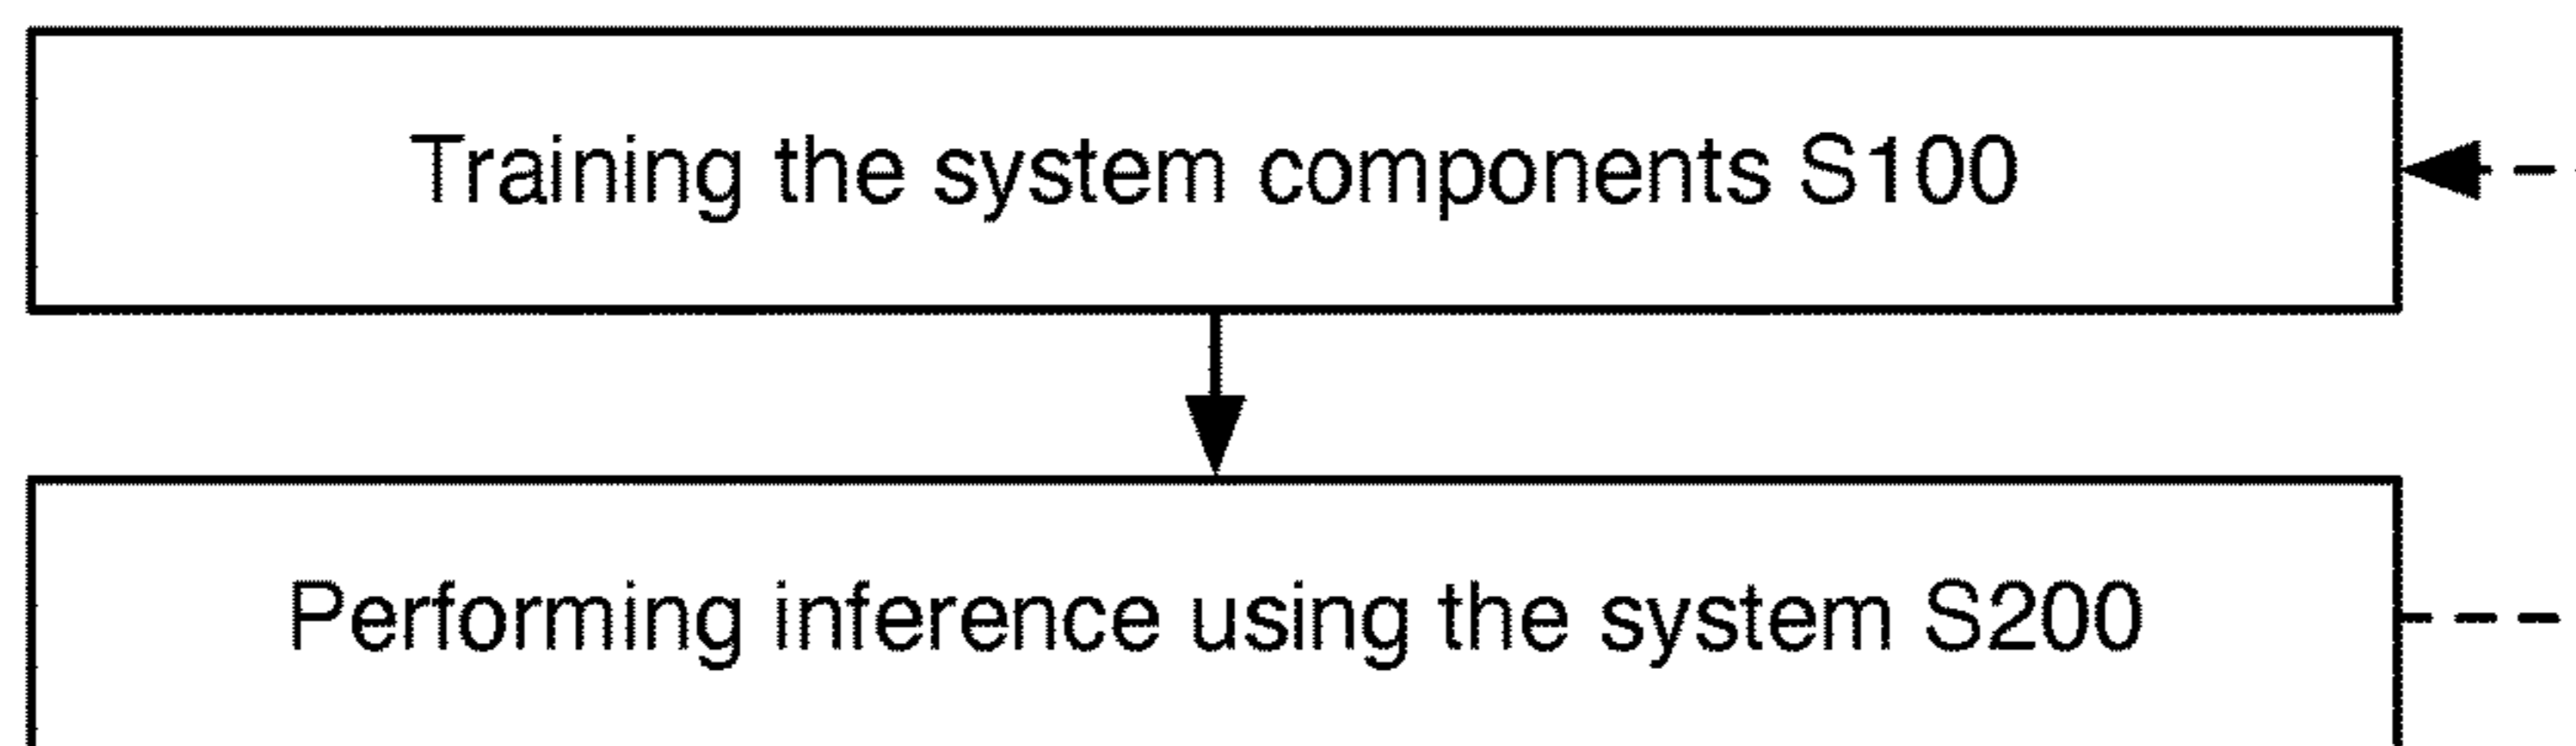 Training the system components S100
Performing inference using the system S200